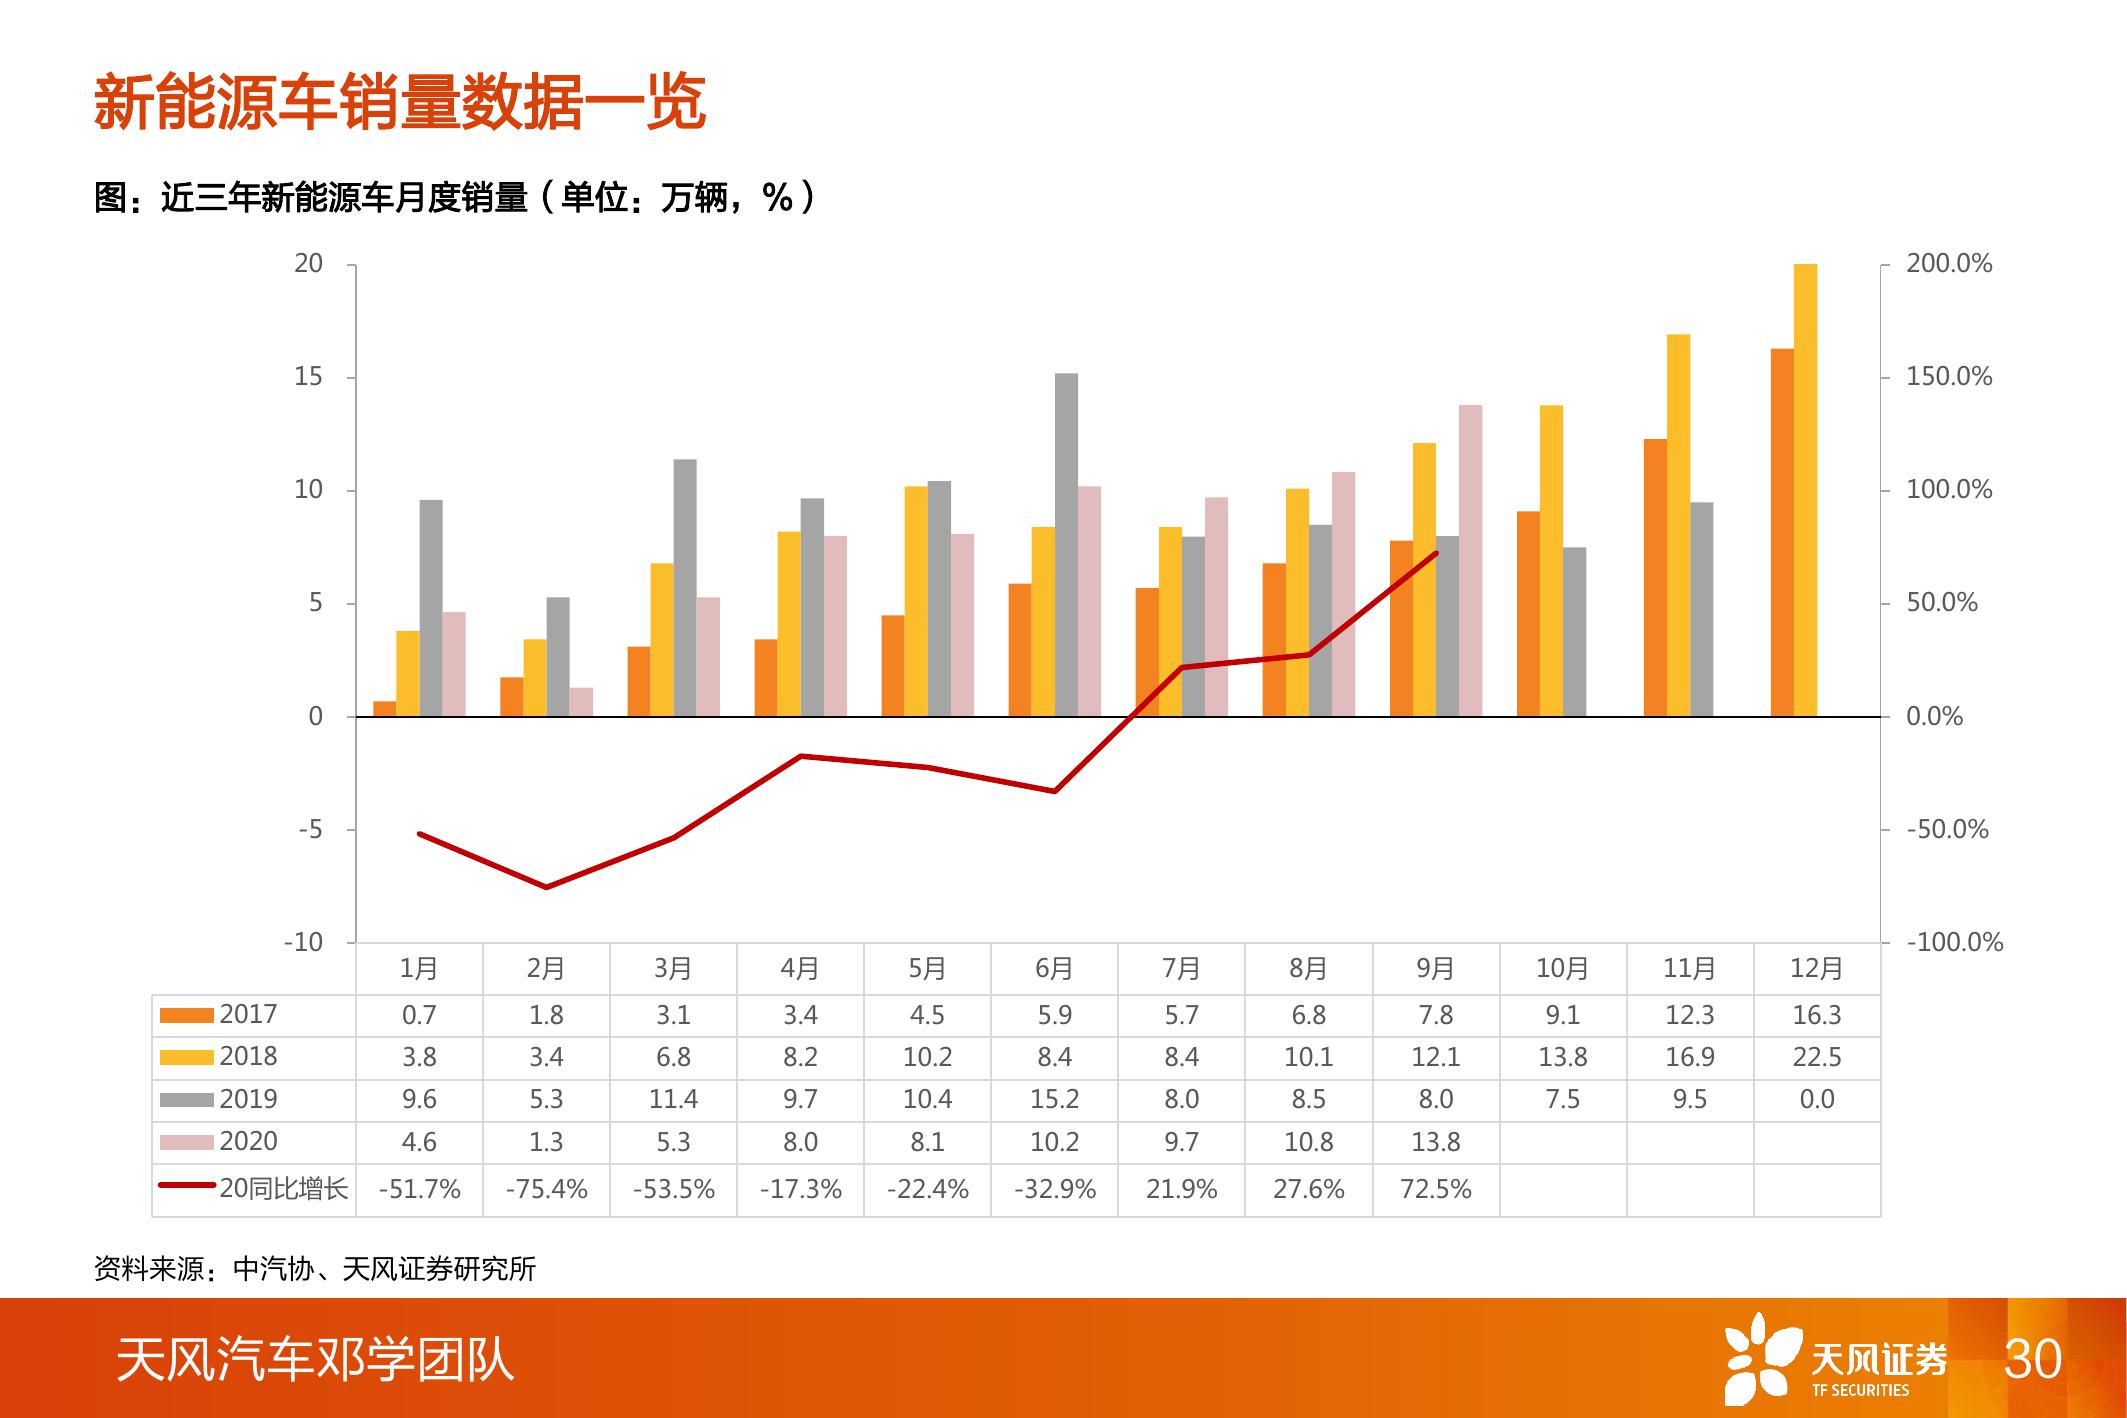 新能源车销量数据一览
图：近三年新能源车月度销量（单位：万辆，%）
20 200.0%
15 150.0%
10 100.0%
5 50.0%
0 0.0%
-5 -50.0%
-10 -100.0%
1月 2月 3月 4月 5月 6月 7月 8月 9月 10月 11月 12月
2017 0.7 1.8 3.1 3.4 4.5 5.9 5.7 6.8 7.8 9.1 12.3 16.3
2018 3.8 3.4 6.8 8.2 10.2 8.4 8.4 10.1 12.1 13.8 16.9 22.5
2019 9.6 5.3 11.4 9.7 10.4 15.2 8.0 8.5 8.0 7.5 9.5 0.0
2020 4.6 1.3 5.3 8.0 8.1 10.2 9.7 10.8 13.8
20同比增长 -51.7% -75.4% -53.5% -17.3% -22.4% -32.9% 21.9% 27.6% 72.5%
资料来源：中汽协、天风证券研究所
天风汽车邓学团队
天风证券
TF SECURITIES
30